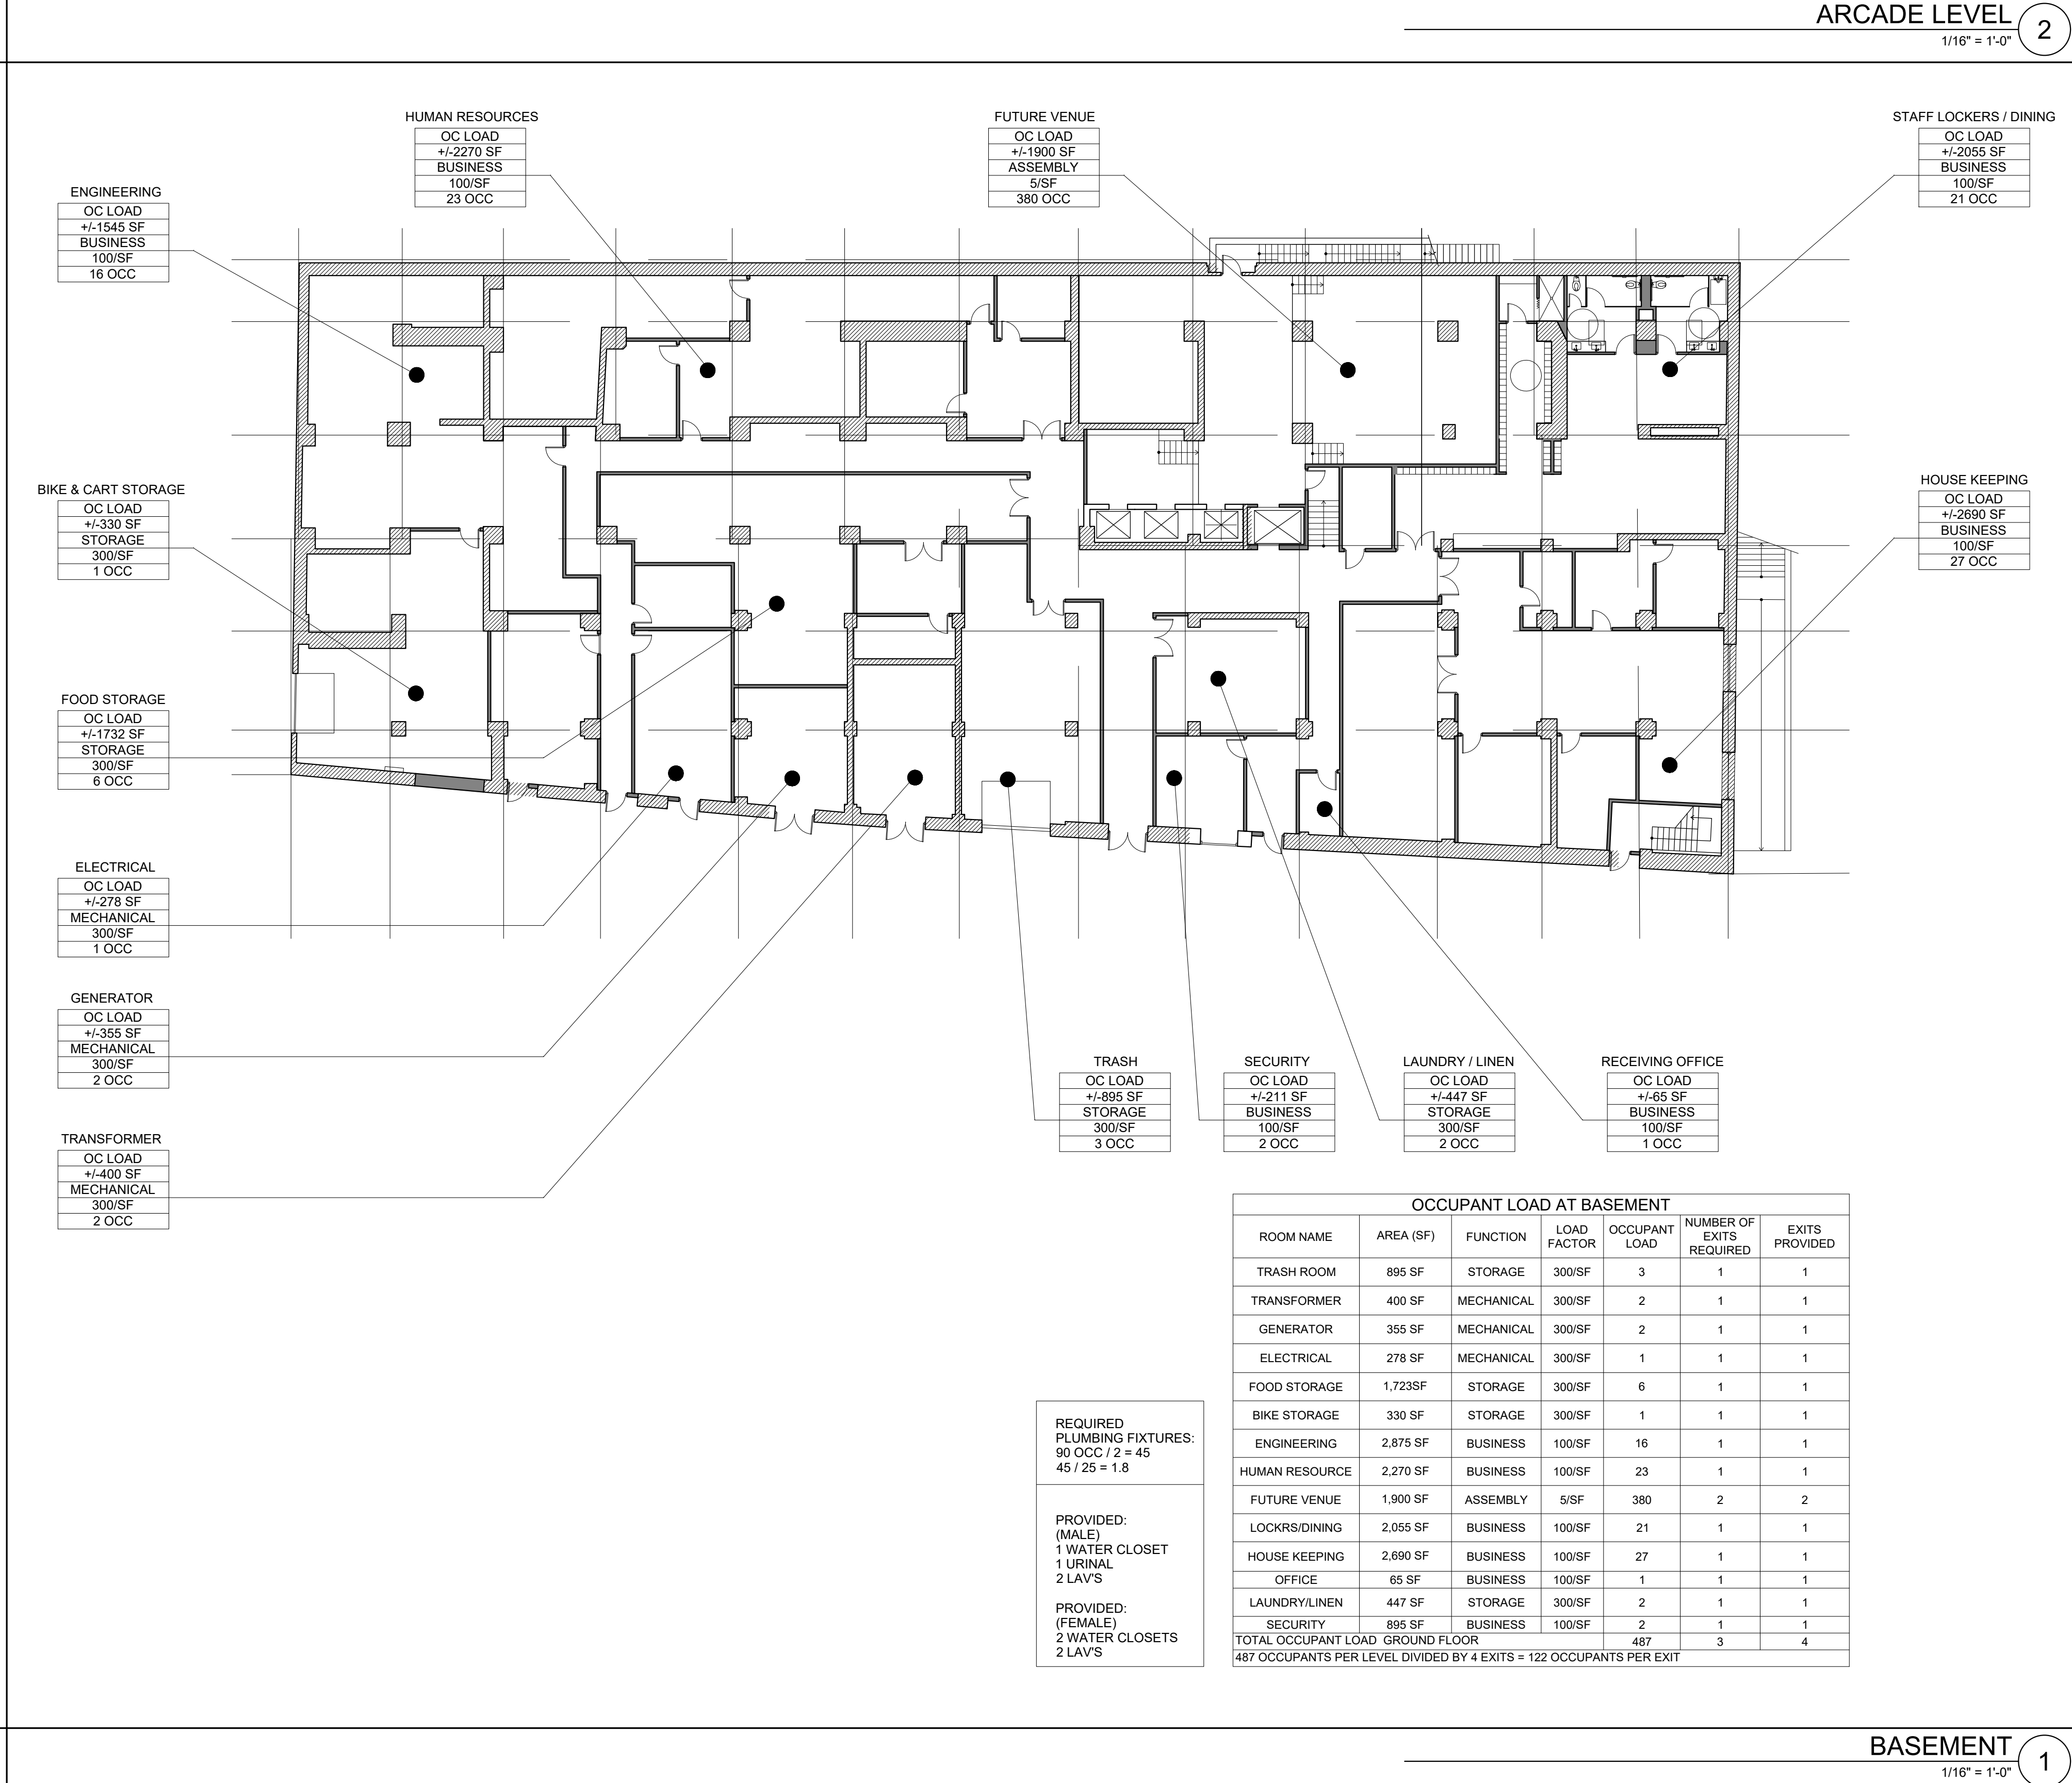 ARCADE LEVEL
2
1/16" = 1'-0"
HUMAN RESOURCES
OC LOAD
+/-2270 SF
BUSINESS
100/SF
23 OCC
FUTURE VENUE
OC LOAD
+/-1900 SF
ASSEMBLY
5/SF
380 OCC
STAFF LOCKERS / DINING
OC LOAD
+/-2055 SF
BUSINESS
100/SF
21 OCC
ENGINEERING
OC LOAD
+/-1545 SF
BUSINESS
100/SF
16 OCC
BIKE & CART STORAGE
OC LOAD
+/-330 SF
STORAGE
300/SF
1 OCC
HOUSE KEEPING
OC LOAD
+/-2690 SF
BUSINESS
100/SF
27 OCC
FOOD STORAGE
OC LOAD
+/-1732 SF
STORAGE
300/SF
6 OCC
ELECTRICAL
OC LOAD
+/-278 SF
MECHANICAL
300/SF
1 OCC
GENERATOR
OC LOAD
+/-355 SF
MECHANICAL
300/SF
2 OCC
TRANSFORMER
OC LOAD
+/-400 SF
MECHANICAL
300/SF
2 OCC
TRASH
OC LOAD
+/-895 SF
STORAGE
300/SF
3 OCC
SECURITY
OC LOAD
+/-211 SF
BUSINESS
100/SF
2 OCC
LAUNDRY / LINEN
OC LOAD
+/-447 SF
STORAGE
300/SF
2 OCC
RECEIVING OFFICE
OC LOAD
+/-65 SF
BUSINESS
100/SF
1 OCC
REQUIRED
PLUMBING FIXTURES:
90 OCC / 2 = 45
45 / 25 = 1.8
PROVIDED:
(MALE)
1 WATER CLOSET
1 URINAL
2 LAV'S
PROVIDED:
(FEMALE)
2 WATER CLOSETS
2 LAV'S
OCCUPANT LOAD AT BASEMENT
ROOM NAME AREA (SF) FUNCTION LOAD FACTOR OCCUPANT LOAD NUMBER OF EXITS REQUIRED EXITS PROVIDED
TRASH ROOM 895 SF STORAGE 300/SF 3 1 1
TRANSFORMER 400 SF MECHANICAL 300/SF 2 1 1
GENERATOR 355 SF MECHANICAL 300/SF 2 1 1
ELECTRICAL 278 SF MECHANICAL 300/SF 1 1 1
FOOD STORAGE 1,723SF STORAGE 300/SF 6 1 1
BIKE STORAGE 330 SF STORAGE 300/SF 1 1 1
ENGINEERING 2,875 SF BUSINESS 100/SF 16 1 1
HUMAN RESOURCE 2,270 SF BUSINESS 100/SF 23 1 1
FUTURE VENUE 1,900 SF ASSEMBLY 5/SF 380 2 2
LOCKRS/DINING 2,055 SF BUSINESS 100/SF 21 1 1
HOUSE KEEPING 2,690 SF BUSINESS 100/SF 27 1 1
OFFICE 65 SF BUSINESS 100/SF 1 1 1
LAUNDRY/LINEN 447 SF STORAGE 300/SF 2 1 1
SECURITY 895 SF BUSINESS 100/SF 2 1 1
TOTAL OCCUPANT LOAD GROUND FLOOR 487 3 4
487 OCCUPANTS PER LEVEL DIVIDED BY 4 EXITS = 122 OCCUPANTS PER EXIT
BASEMENT
1
1/16" = 1'-0"